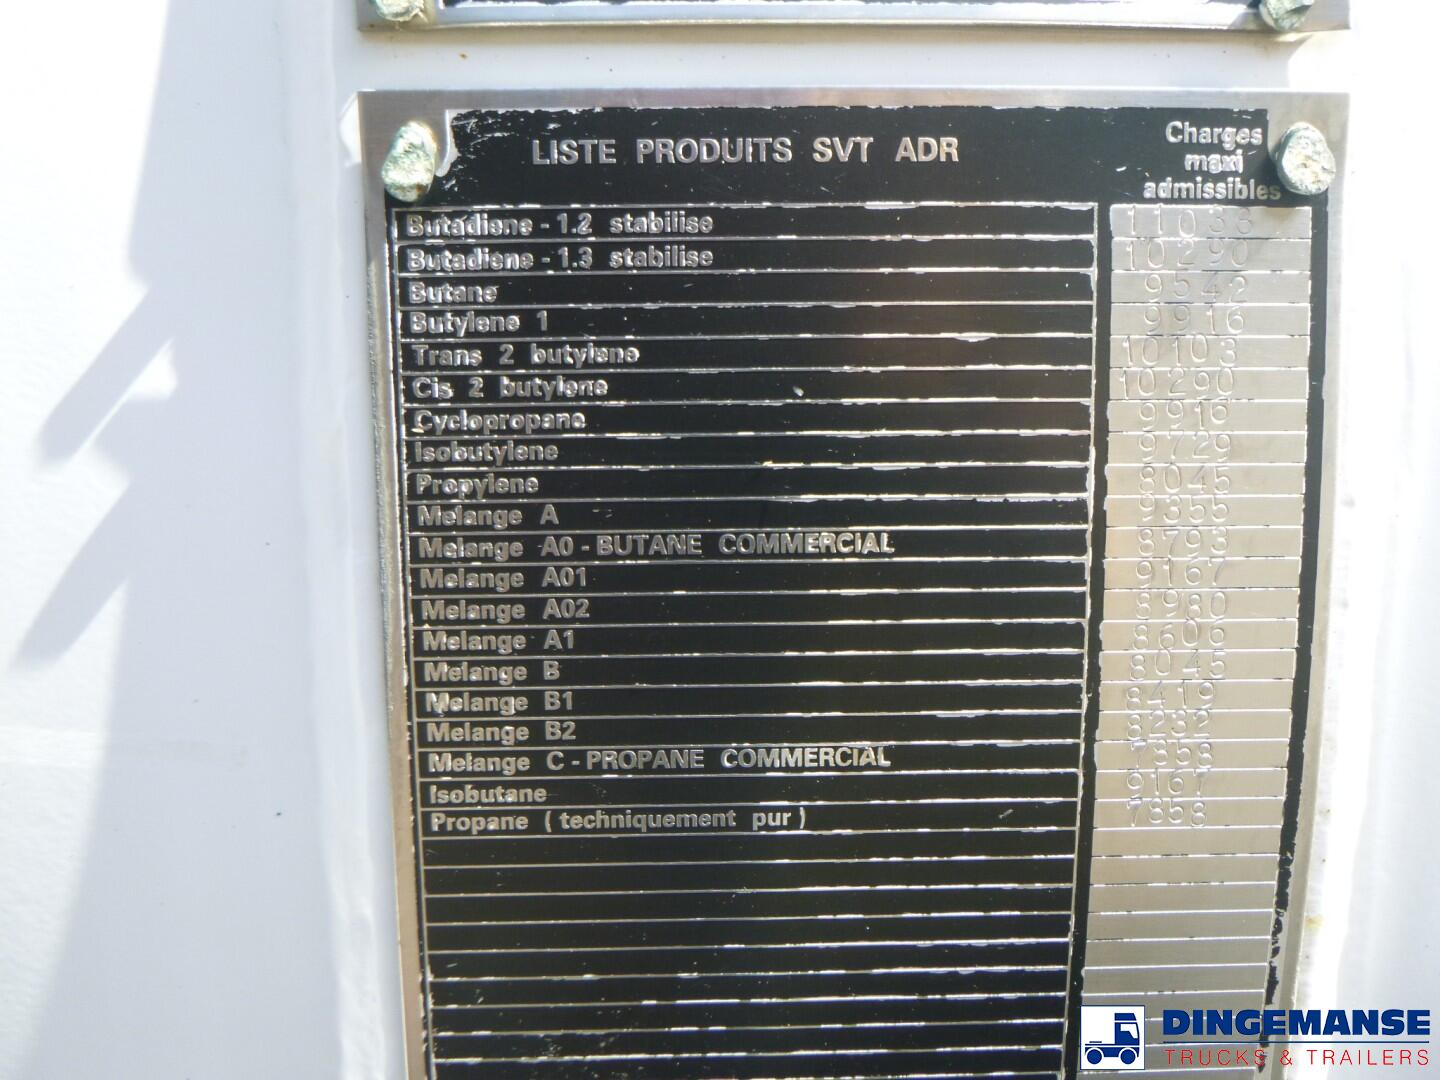 LISTE PRODUITS SVT ADR Charges maxi admissibles
Butadiene - 1.2 stabilise 11038
Butadiene - 1.3 stabilise 10290
Butane 9542
Butylene 1 9916
Trans 2 butylene 10103
Cis 2 butylene 10290
Cyclopropane 9916
Isobutylene 9729
Propylene 8045
Melange A 9355
Melange A0 - BUTANE COMMERCIAL 8793
Melange A01 9167
Melange A02 8980
Melange A1 8606
Melange B 8045
Melange B1 8419
Melange B2 8232
Melange C - PROPANE COMMERCIAL 7858
Isobutane 9167
Propane ( techniquement pur ) 7858
DINGEMANSE
TRUCKS & TRAILERS